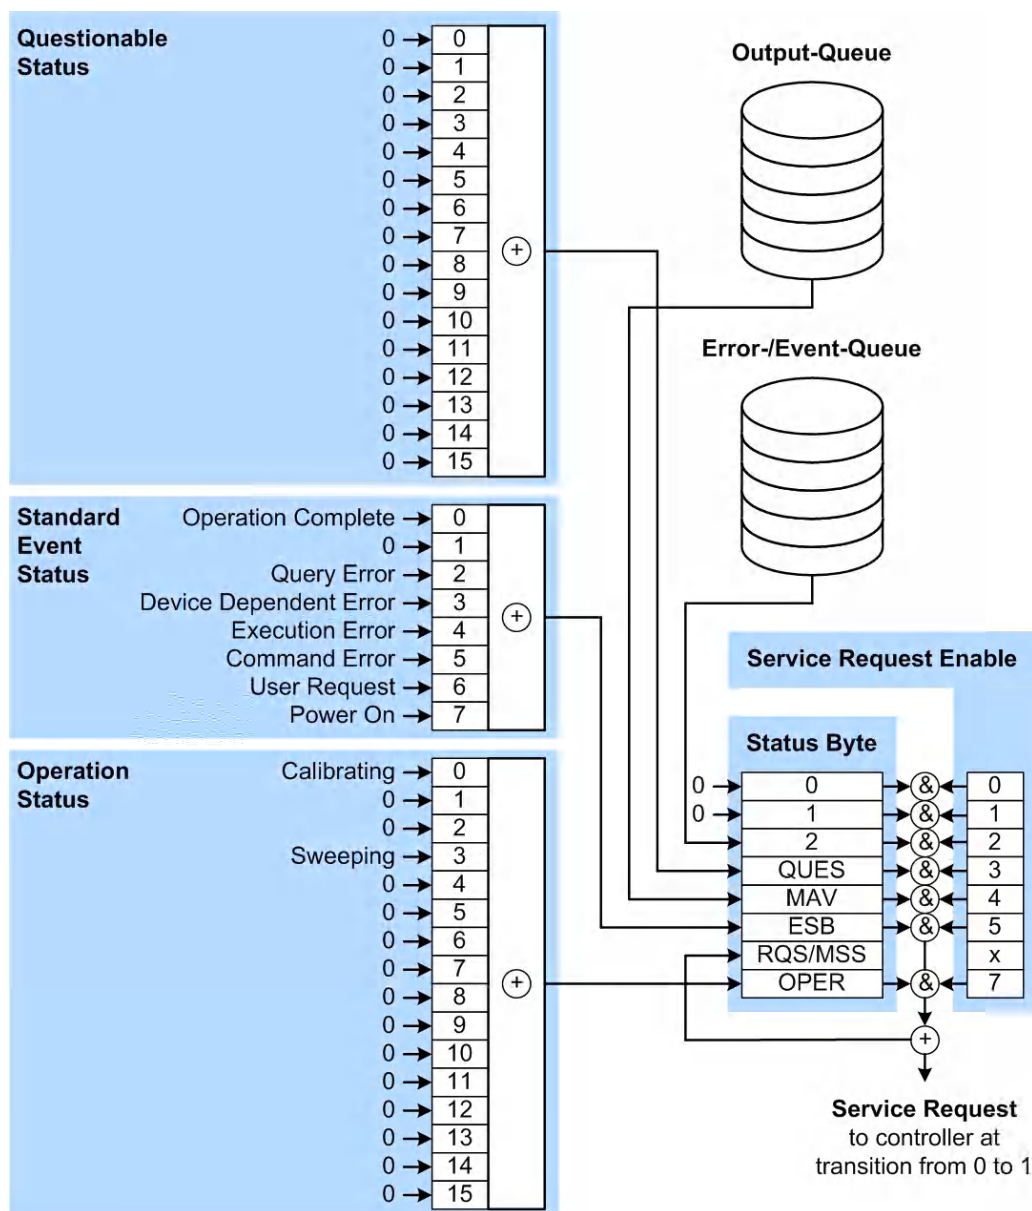 Questionable
Status
0 0
0 1
0 2
0 3
0 4
0 5
0 6
0 7
0 8
0 9
0 10
0 11
0 12
0 13
0 14
0 15
+
Output-Queue
Error-/Event-Queue
Standard
Event
Status
Operation Complete 0
0 1
Query Error 2
Device Dependent Error 3
Execution Error 4
Command Error 5
User Request 6
Power On 7
+
Operation
Status
Calibrating 0
0 1
0 2
Sweeping 3
0 4
0 5
0 6
0 7
0 8
0 9
0 10
0 11
0 12
0 13
0 14
0 15
+
Service Request Enable
Status Byte
0 0 & 0
0 1 & 1
2 & 2
QUES & 3
MAV & 4
ESB & 5
RQS/MSS x
OPER & 7
+
Service Request
to controller at
transition from 0 to 1